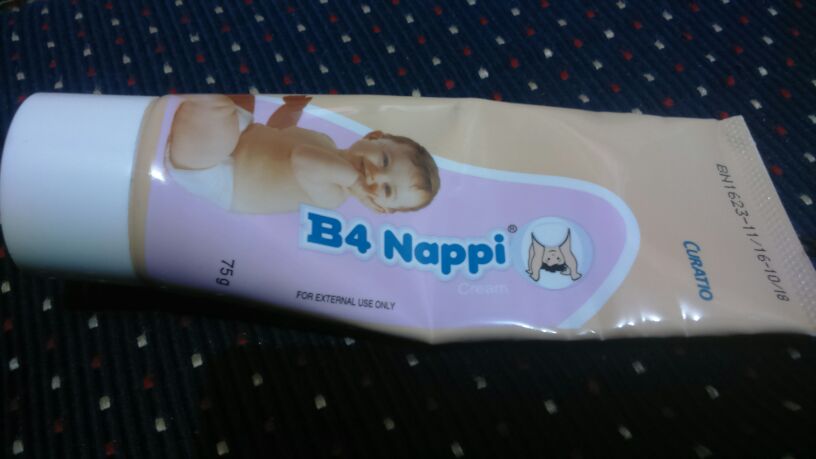 B4 Nappi®
Cream
FOR EXTERNAL USE ONLY
75g
CURATIO
BN1623-11/16-10/18